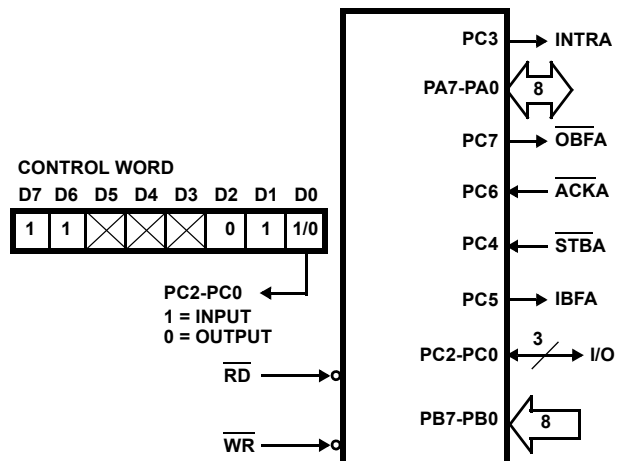 PC3 INTRA
PA7-PA0 8
PC7 OBFA
CONTROL WORD
D7 D6 D5 D4 D3 D2 D1 D0
1 1 0 1 1/0
PC6 ACKA
PC4 STBA
PC2-PC0
1 = INPUT
0 = OUTPUT
PC5 IBFA
PC2-PC0 3 I/O
RD
PB7-PB0 8
WR